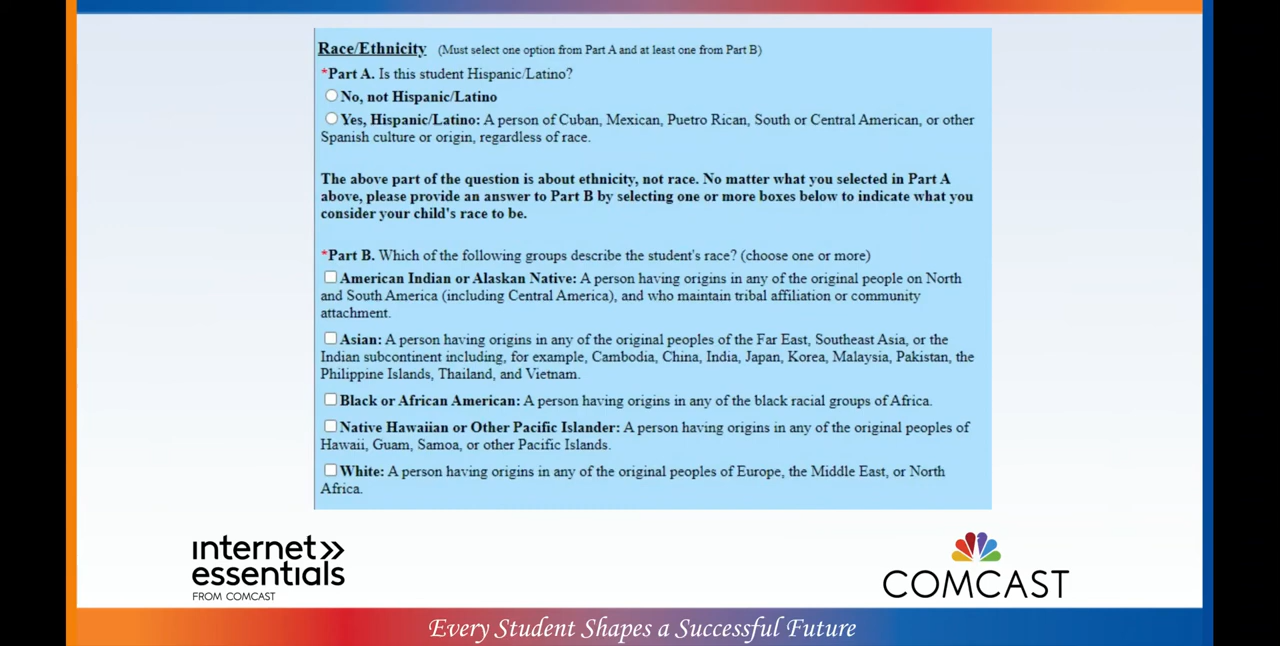 Race/Ethnicity (Must select one option from Part A and at least one from Part B)
*Part A. Is this student Hispanic/Latino?
No, not Hispanic/Latino
Yes, Hispanic/Latino: A person of Cuban, Mexican, Puetro Rican, South or Central American, or other
Spanish culture or origin, regardless of race.
The above part of the question is about ethnicity, not race. No matter what you selected in Part A
above, please provide an answer to Part B by selecting one or more boxes below to indicate what you
consider your child's race to be.
*Part B. Which of the following groups describe the student's race? (choose one or more)
American Indian or Alaskan Native: A person having origins in any of the original people on North
and South America (including Central America), and who maintain tribal affiliation or community
attachment.
Asian: A person having origins in any of the original peoples of the Far East, Southeast Asia, or the
Indian subcontinent including, for example, Cambodia, China, India, Japan, Korea, Malaysia, Pakistan, the
Philippine Islands, Thailand, and Vietnam.
Black or African American: A person having origins in any of the black racial groups of Africa.
Native Hawaiian or Other Pacific Islander: A person having origins in any of the original peoples of
Hawaii, Guam, Samoa, or other Pacific Islands.
White: A person having origins in any of the original peoples of Europe, the Middle East, or North
Africa.
internet
essentials
FROM COMCAST
COMCAST
Every Student Shapes a Successful Future